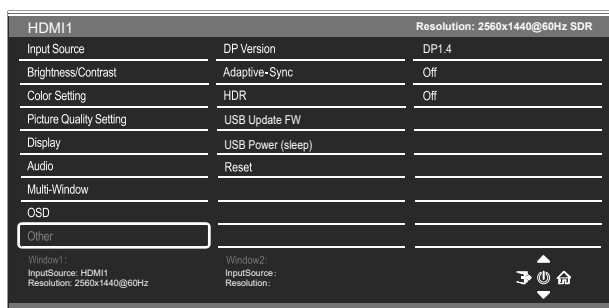 HDMI1 Resolution: 2560x1440@60Hz SDR
Input Source DP Version DP1.4
Brightness/Contrast Adaptive-Sync Off
Color Setting HDR Off
Picture Quality Setting USB Update FW
Display USB Power (sleep)
Audio Reset
Multi-Window
OSD
Other
Window1: Window2:
InputSource: HDMI1 InputSource:
Resolution: 2560x1440@60Hz Resolution: